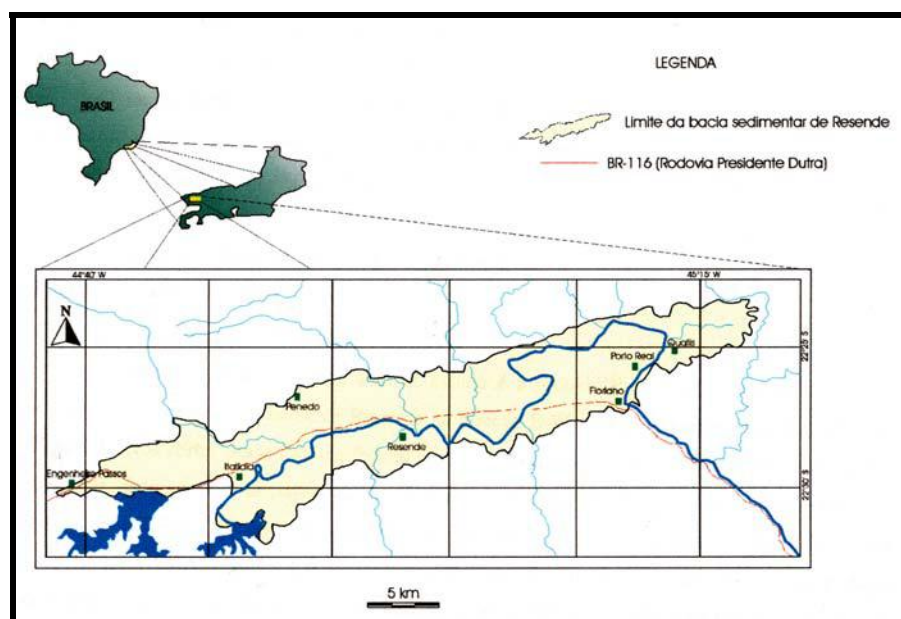 LEGENDA
BRASIL
Limite da bacia sedimentar de Resende
BR-116 (Rodovia Presidente Dutra)
44°40' W
45°15' W
N
22°25 S
Quatis
Porto Real
Penedo
Floriano
Resende
Itatiaia
Engenheiro Passos
22°30 S
5 km